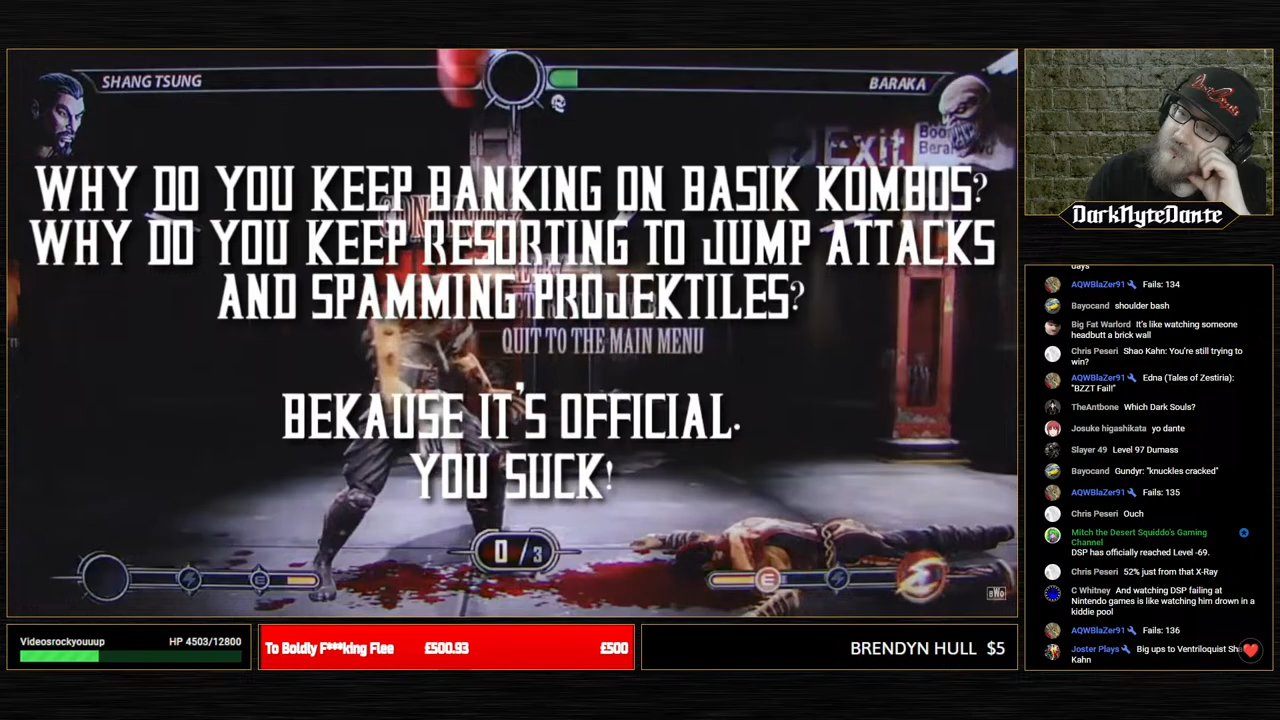 SHANG TSUNG
BARAKA
Exit
WHY DO YOU KEEP BANKING ON BASIK KOMBOS?
WHY DO YOU KEEP RESORTING TO JUMP ATTACKS
AND SPAMMING PROJEKTILES?
QUIT TO THE MAIN MENU
BEKAUSE IT'S OFFICIAL.
YOU SUCK!
0 / 3
E
E
BWO
Videosrockyouuup HP 4503/12800
To Boldly F***king Flee £500.93 £500
BRENDYN HULL $5
DarkNyteDante
days
AQWBlaZer91 Fails: 134
Bayocand shoulder bash
Big Fat Warlord It's like watching someone
headbutt a brick wall
Chris Peseri Shao Kahn: You're still trying to
win?
AQWBlaZer91 Edna (Tales of Zestiria):
"BZZT Fail!"
TheAntbone Which Dark Souls?
Josuke higashikata yo dante
Slayer 49 Level 97 Dumass
Bayocand Gundyr: "knuckles cracked"
AQWBlaZer91 Fails: 135
Chris Peseri Ouch
Mitch the Desert Squiddo's Gaming
Channel
DSP has officially reached Level -69.
Chris Peseri 52% just from that X-Ray
C Whitney And watching DSP failing at
Nintendo games is like watching him drown in a
kiddie pool
AQWBlaZer91 Fails: 136
Joster Plays Big ups to Ventriloquist
Kahn